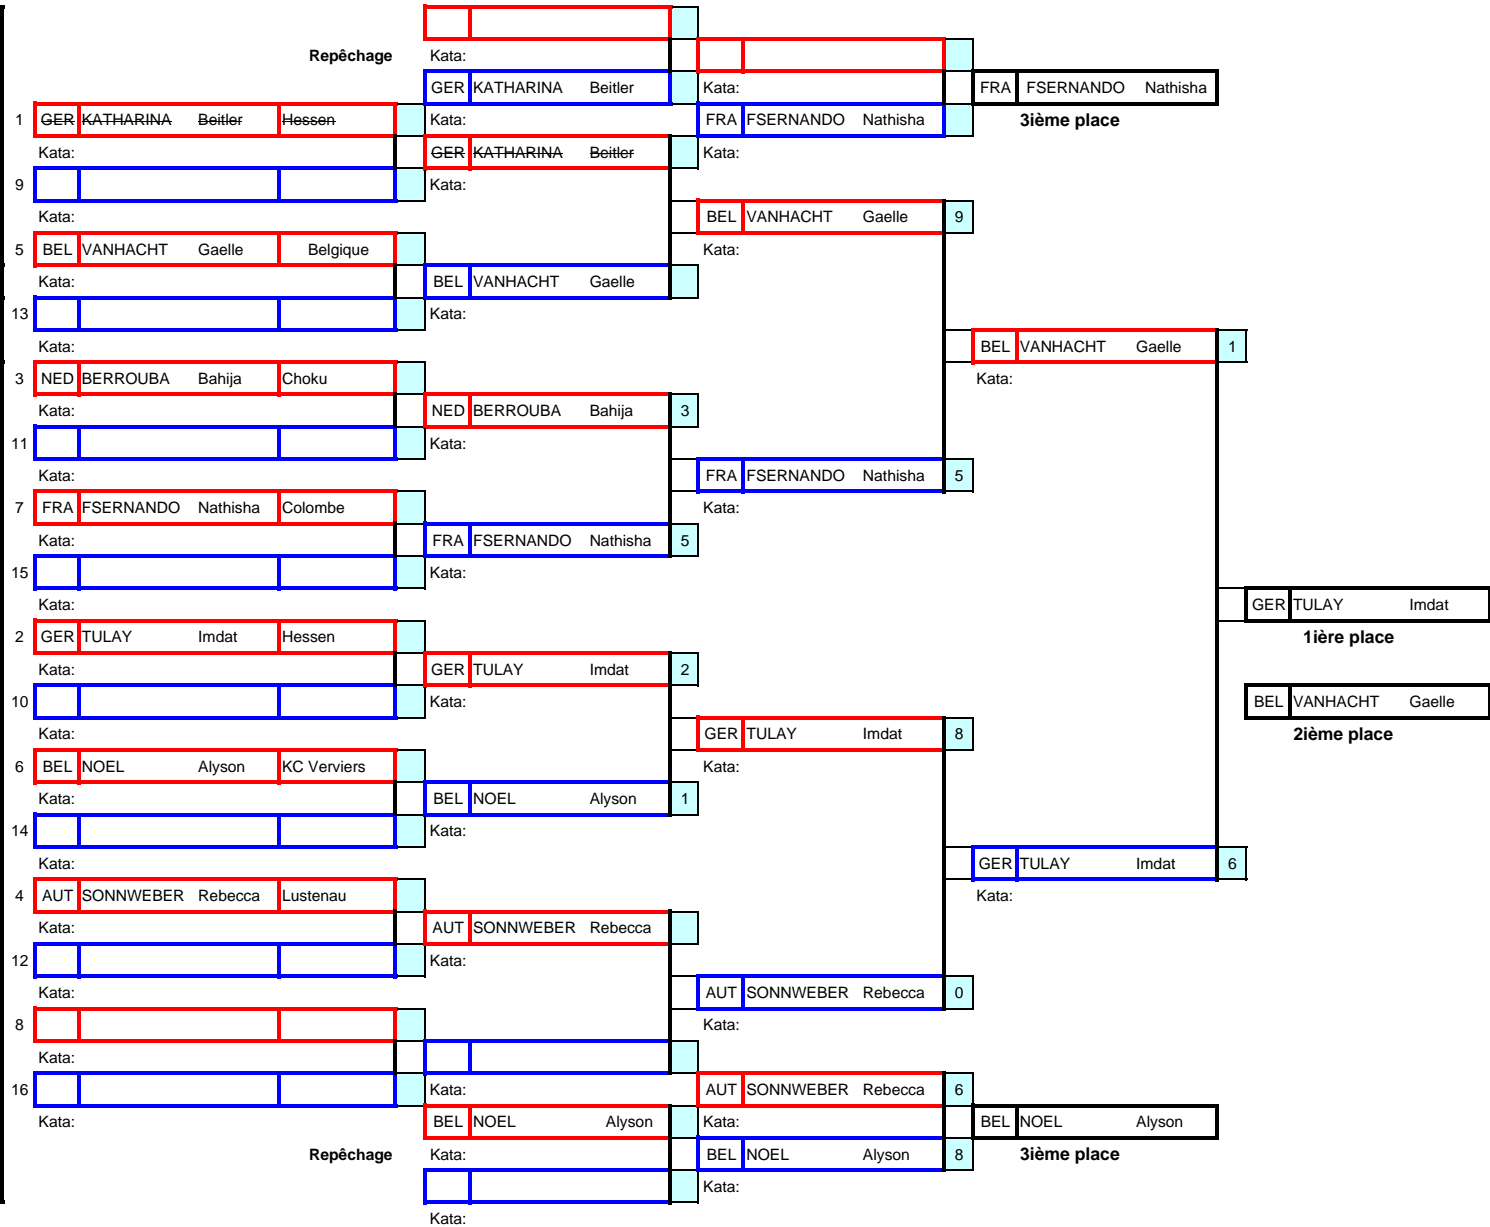 Repêchage Kata:
GER KATHARINA Beitler Kata: FRA FSERNANDO Nathisha
1 GER KATHARINA Beitler Hessen Kata: FRA FSERNANDO Nathisha 3ième place
Kata: GER KATHARINA Beitler Kata:
9 Kata:
Kata: BEL VANHACHT Gaelle 9
5 BEL VANHACHT Gaelle Belgique Kata:
Kata: BEL VANHACHT Gaelle
13 Kata:
Kata: BEL VANHACHT Gaelle 1
3 NED BERROUBA Bahija Choku Kata:
Kata: NED BERROUBA Bahija 3
11 Kata:
Kata: FRA FSERNANDO Nathisha 5
7 FRA FSERNANDO Nathisha Colombe Kata:
Kata: FRA FSERNANDO Nathisha 5
15 Kata:
Kata: GER TULAY Imdat
2 GER TULAY Imdat Hessen 1ière place
Kata: GER TULAY Imdat 2
10 Kata: BEL VANHACHT Gaelle
Kata: GER TULAY Imdat 8 2ième place
6 BEL NOEL Alyson KC Verviers Kata:
Kata: BEL NOEL Alyson 1
14 Kata:
Kata: GER TULAY Imdat 6
4 AUT SONNWEBER Rebecca Lustenau Kata:
Kata: AUT SONNWEBER Rebecca
12 Kata:
Kata: AUT SONNWEBER Rebecca 0
8 Kata:
Kata:
16 Kata: AUT SONNWEBER Rebecca 6
Kata: BEL NOEL Alyson Kata: BEL NOEL Alyson
Repêchage Kata: BEL NOEL Alyson 8 3ième place
Kata:
Kata: